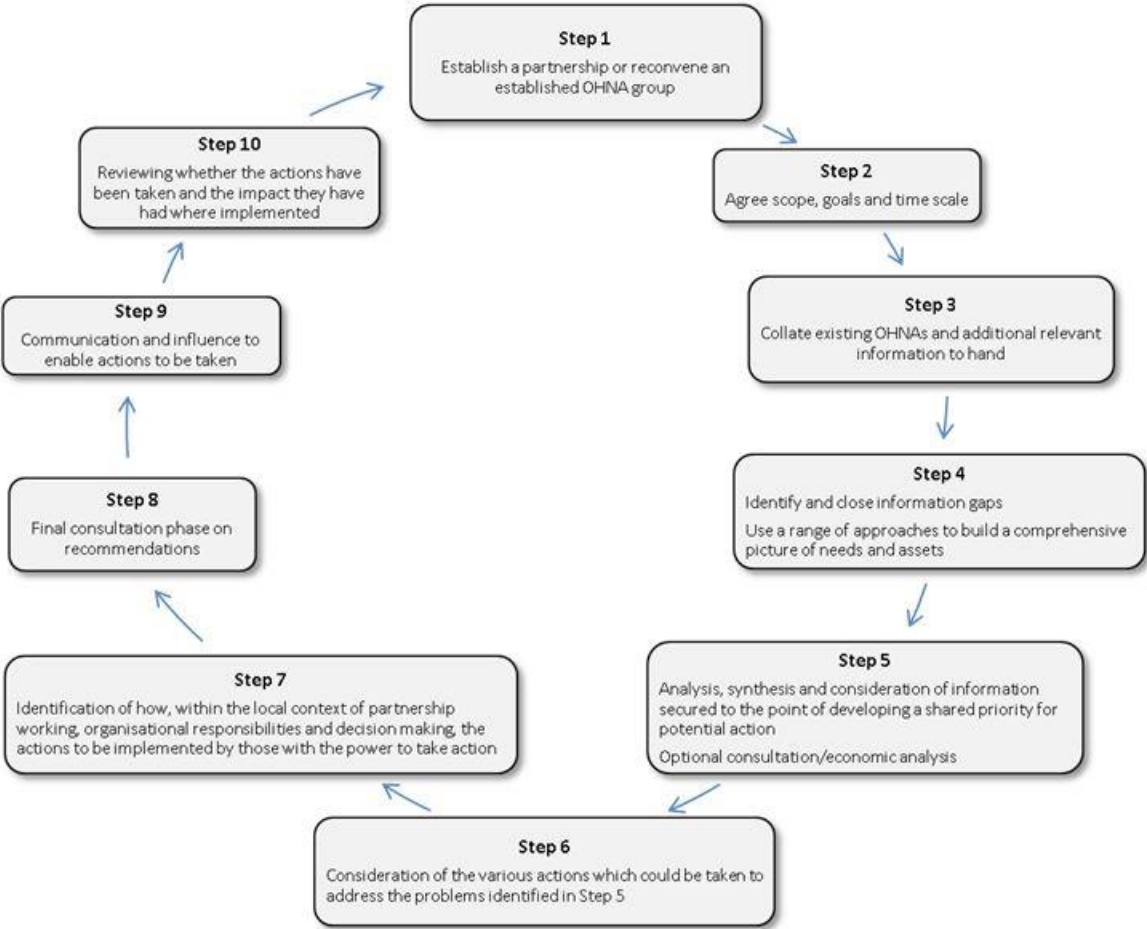 Step 1
Establish a partnership or reconvene an
established OHNA group
Step 2
Agree scope, goals and time scale
Step 3
Collate existing OHNAs and additional relevant
information to hand
Step 4
Identify and close information gaps
Use a range of approaches to build a comprehensive
picture of needs and assets
Step 5
Analysis, synthesis and consideration of information
secured to the point of developing a shared priority for
potential action
Optional consultation/economic analysis
Step 6
Consideration of the various actions which could be taken to
address the problems identified in Step 5
Step 7
Identification of how, within the local context of partnership
working, organisational responsibilities and decision making, the
actions to be implemented by those with the power to take action
Step 8
Final consultation phase on
recommendations
Step 9
Communication and influence to
enable actions to be taken
Step 10
Reviewing whether the actions have
been taken and the impact they have
had where implemented